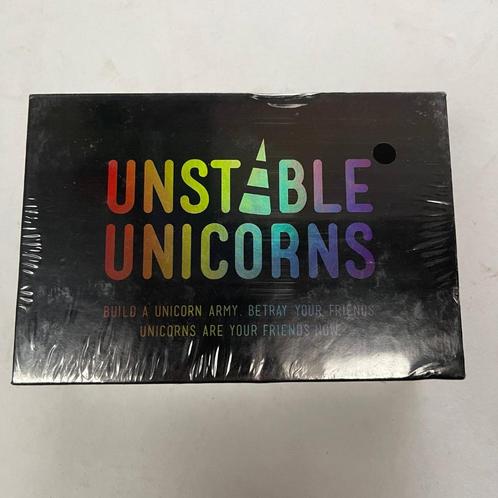 UNSTABLE
UNICORNS
BUILD A UNICORN ARMY. BETRAY YOUR FRIENDS.
UNICORNS ARE YOUR FRIENDS NOW.